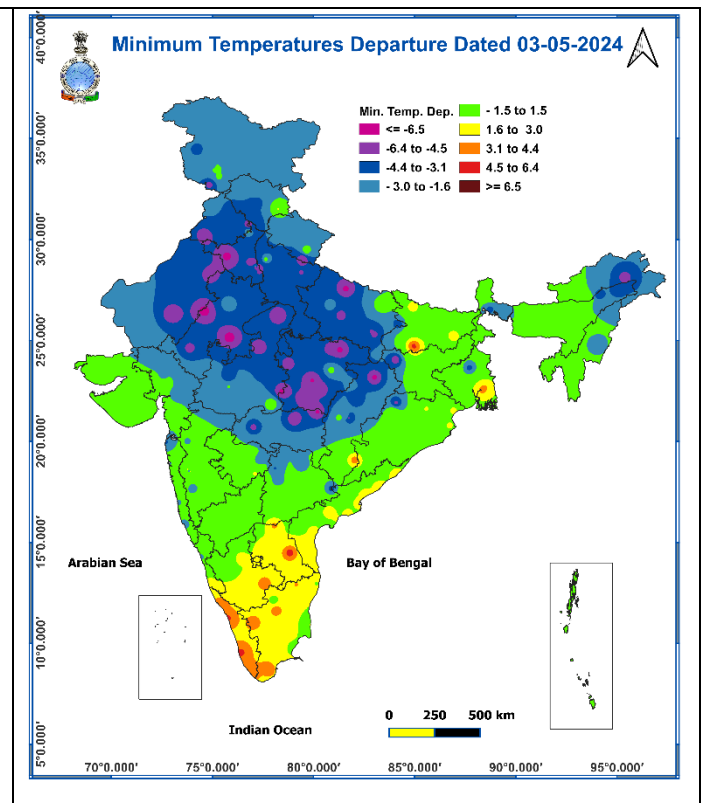 Minimum Temperatures Departure Dated 03-05-2024
Min. Temp. Dep.
<= -6.5
-6.4 to -4.5
-4.4 to -3.1
- 3.0 to -1.6
- 1.5 to 1.5
1.6 to 3.0
3.1 to 4.4
4.5 to 6.4
>= 6.5
40°0.000'
35°0.000'
30°0.000'
25°0.000'
20°0.000'
15°0.000'
10°0.000'
5°0.000'
Arabian Sea
Bay of Bengal
Indian Ocean
0 250 500 km
70°0.000' 75°0.000' 80°0.000' 85°0.000' 90°0.000' 95°0.000'